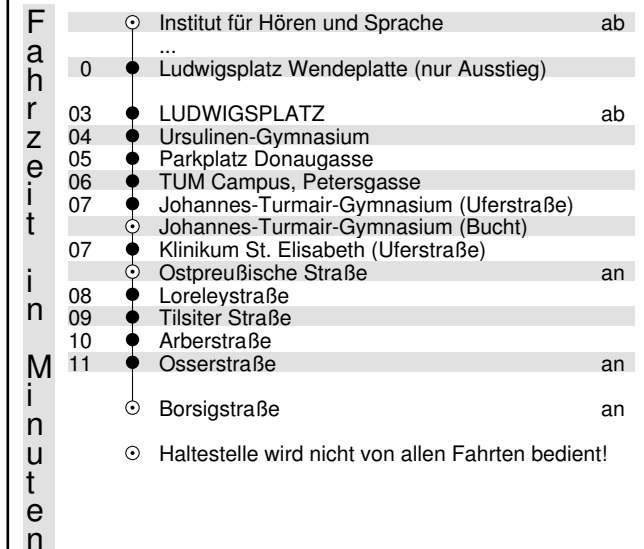 Fahrzeit in Minuten
Institut für Hören und Sprache ab
...
0 Ludwigsplatz Wendeplatte (nur Ausstieg)
03 LUDWIGSPLATZ ab
04 Ursulinen-Gymnasium
05 Parkplatz Donaugasse
06 TUM Campus, Petersgasse
07 Johannes-Turmair-Gymnasium (Uferstraße)
Johannes-Turmair-Gymnasium (Bucht)
07 Klinikum St. Elisabeth (Uferstraße)
Ostpreußische Straße an
08 Loreleystraße
09 Tilsiter Straße
10 Arberstraße
11 Osserstraße an
Borsigstraße an
Haltestelle wird nicht von allen Fahrten bedient!